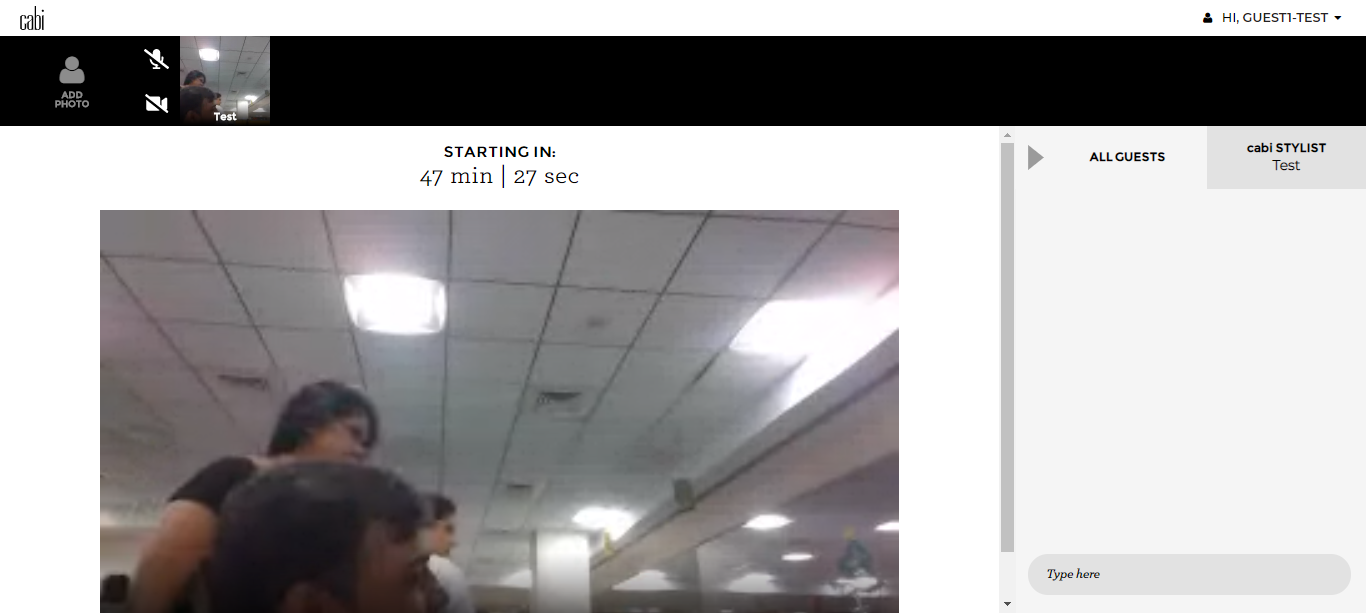 cabi
HI, GUEST1-TEST
ADD
PHOTO
Test
STARTING IN:
47 min | 27 sec
ALL GUESTS
cabi STYLIST
Test
Type here